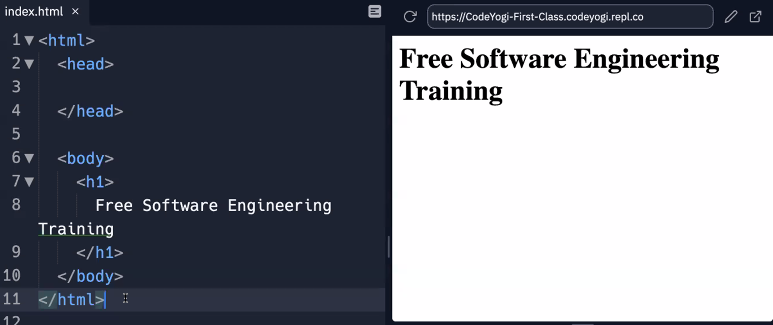 index.html ×
https://CodeYogi-First-Class.codeyogi.repl.co
1 <html>
2 <head>
3
4 </head>
5
6 <body>
7 <h1>
8 Free Software Engineering
Training
9 </h1>
10 </body>
11 </html>
12
Free Software Engineering
Training